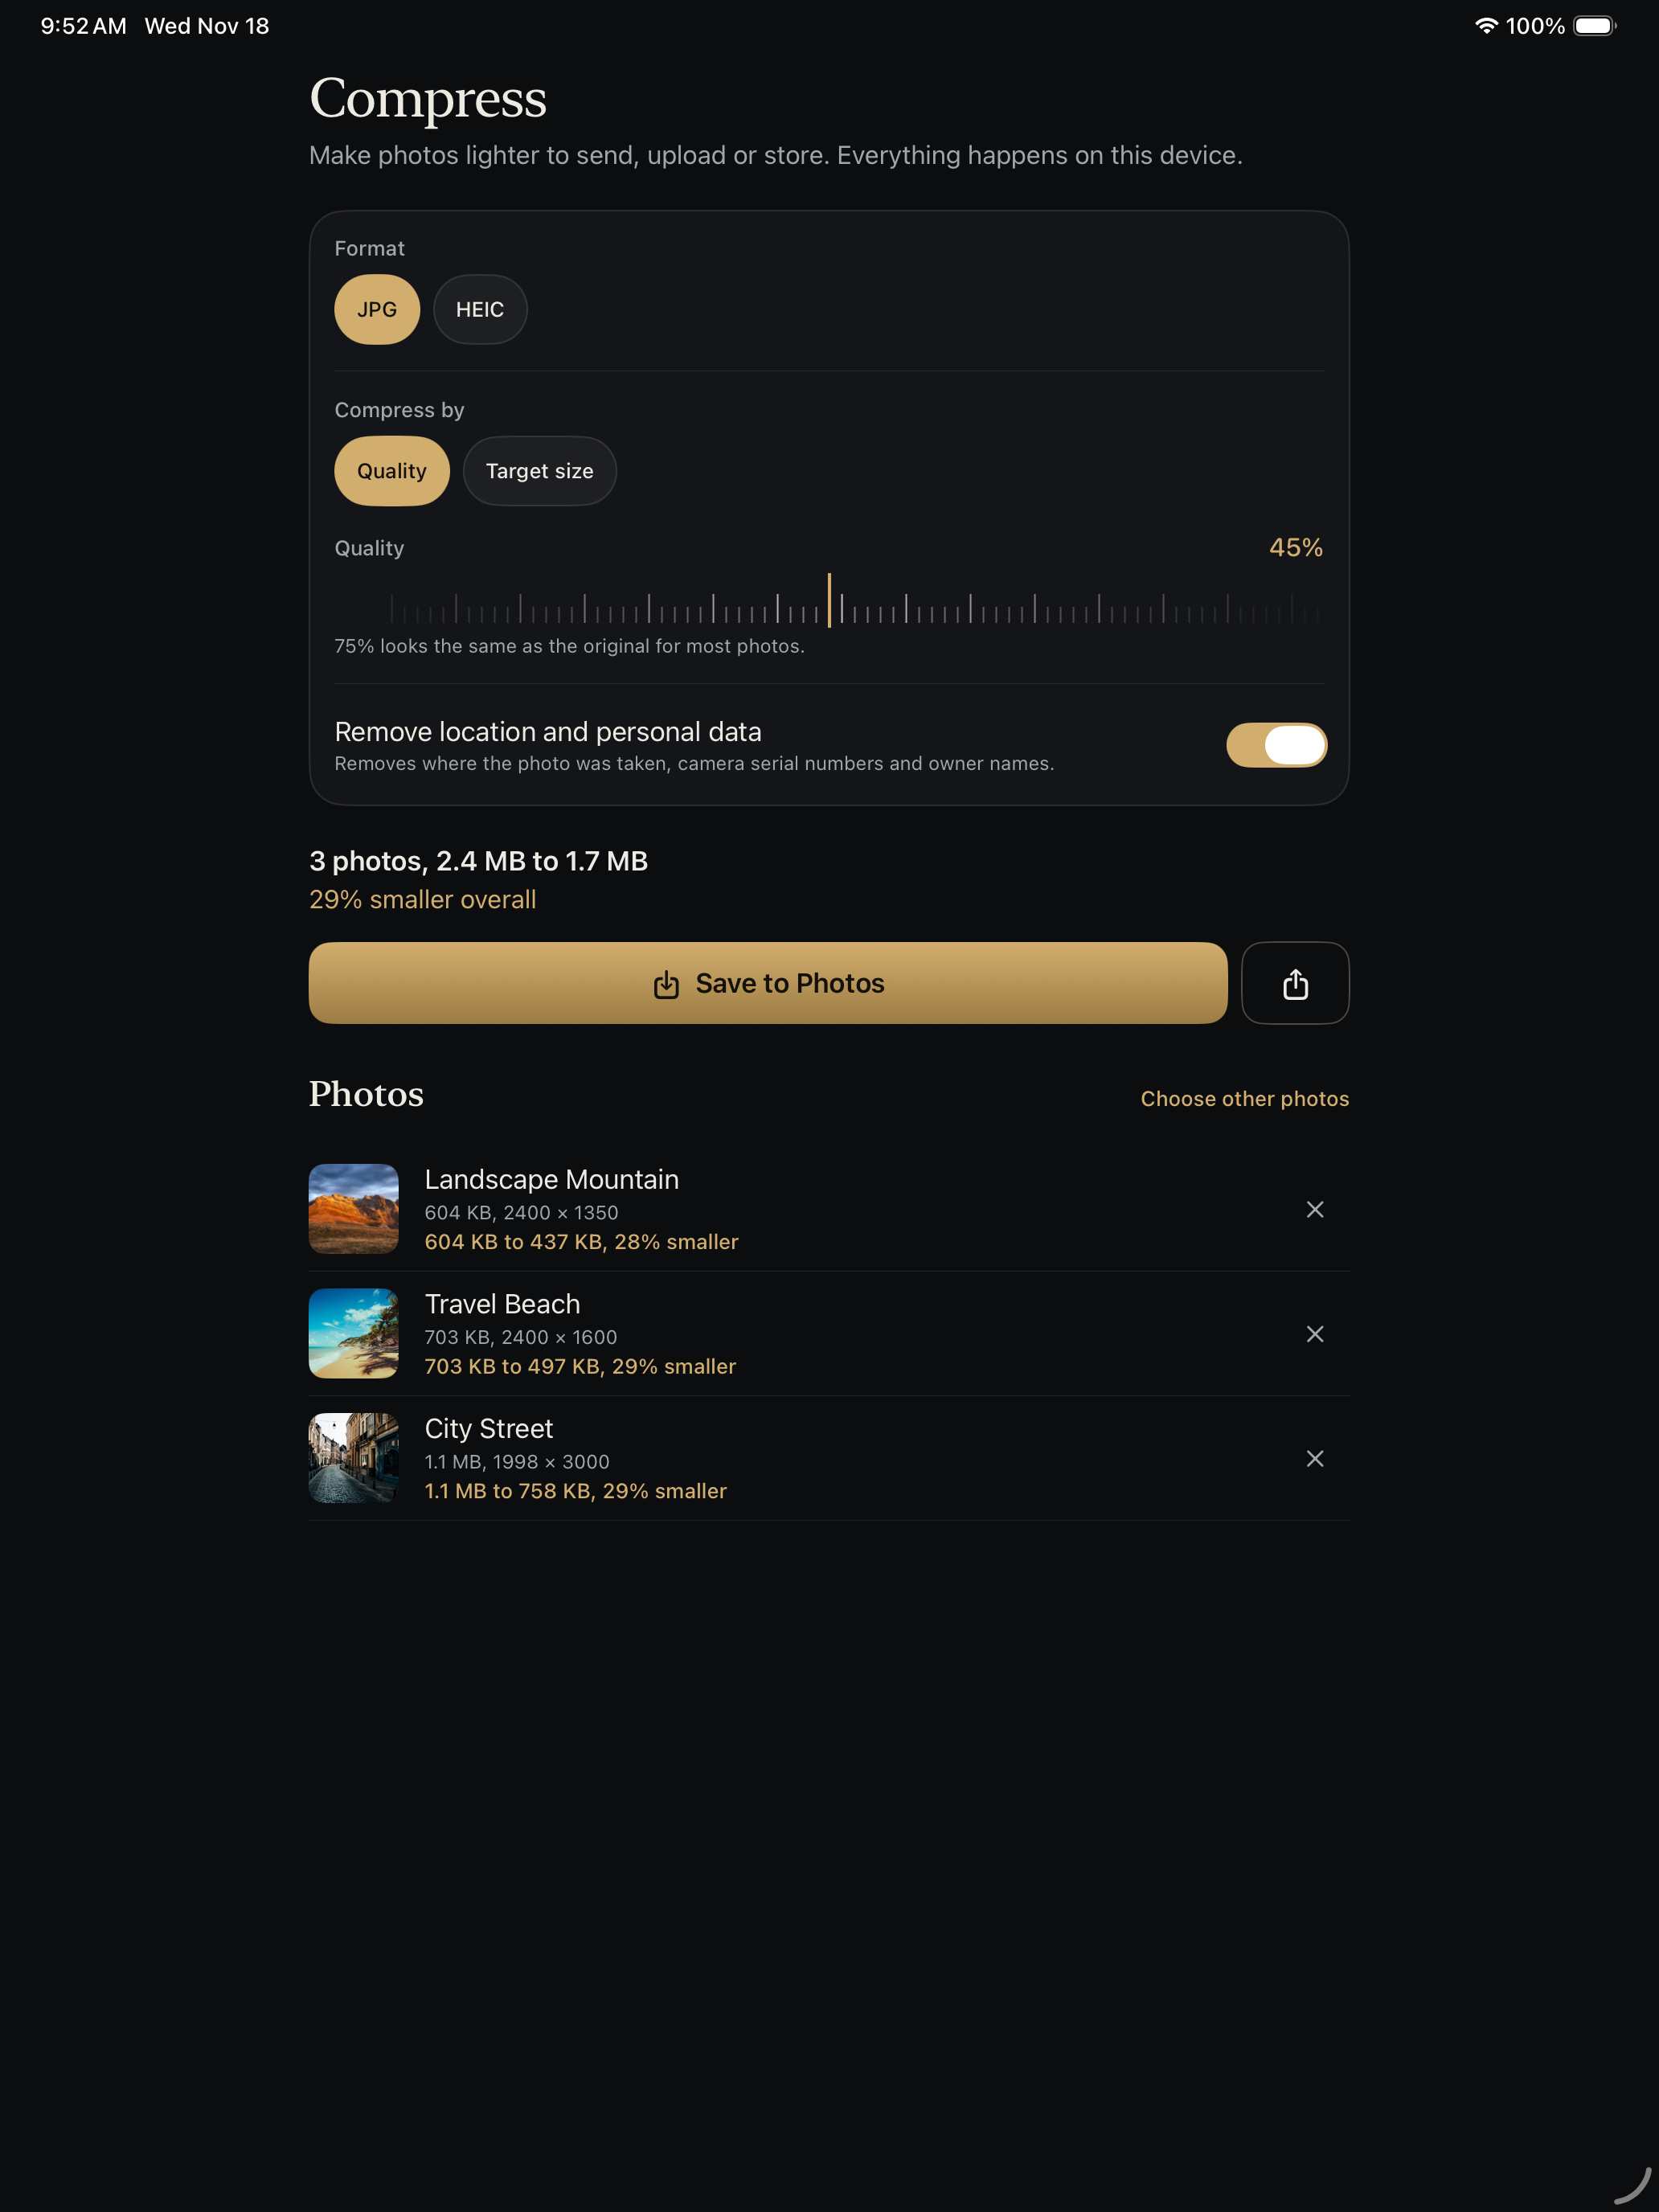 9:52 AM Wed Nov 18
100%
Compress
Make photos lighter to send, upload or store. Everything happens on this device.
Format
JPG
HEIC
Compress by
Quality
Target size
Quality
45%
75% looks the same as the original for most photos.
Remove location and personal data
Removes where the photo was taken, camera serial numbers and owner names.
3 photos, 2.4 MB to 1.7 MB
29% smaller overall
Save to Photos
Photos
Choose other photos
Landscape Mountain
604 KB, 2400 × 1350
604 KB to 437 KB, 28% smaller
Travel Beach
703 KB, 2400 × 1600
703 KB to 497 KB, 29% smaller
City Street
1.1 MB, 1998 × 3000
1.1 MB to 758 KB, 29% smaller